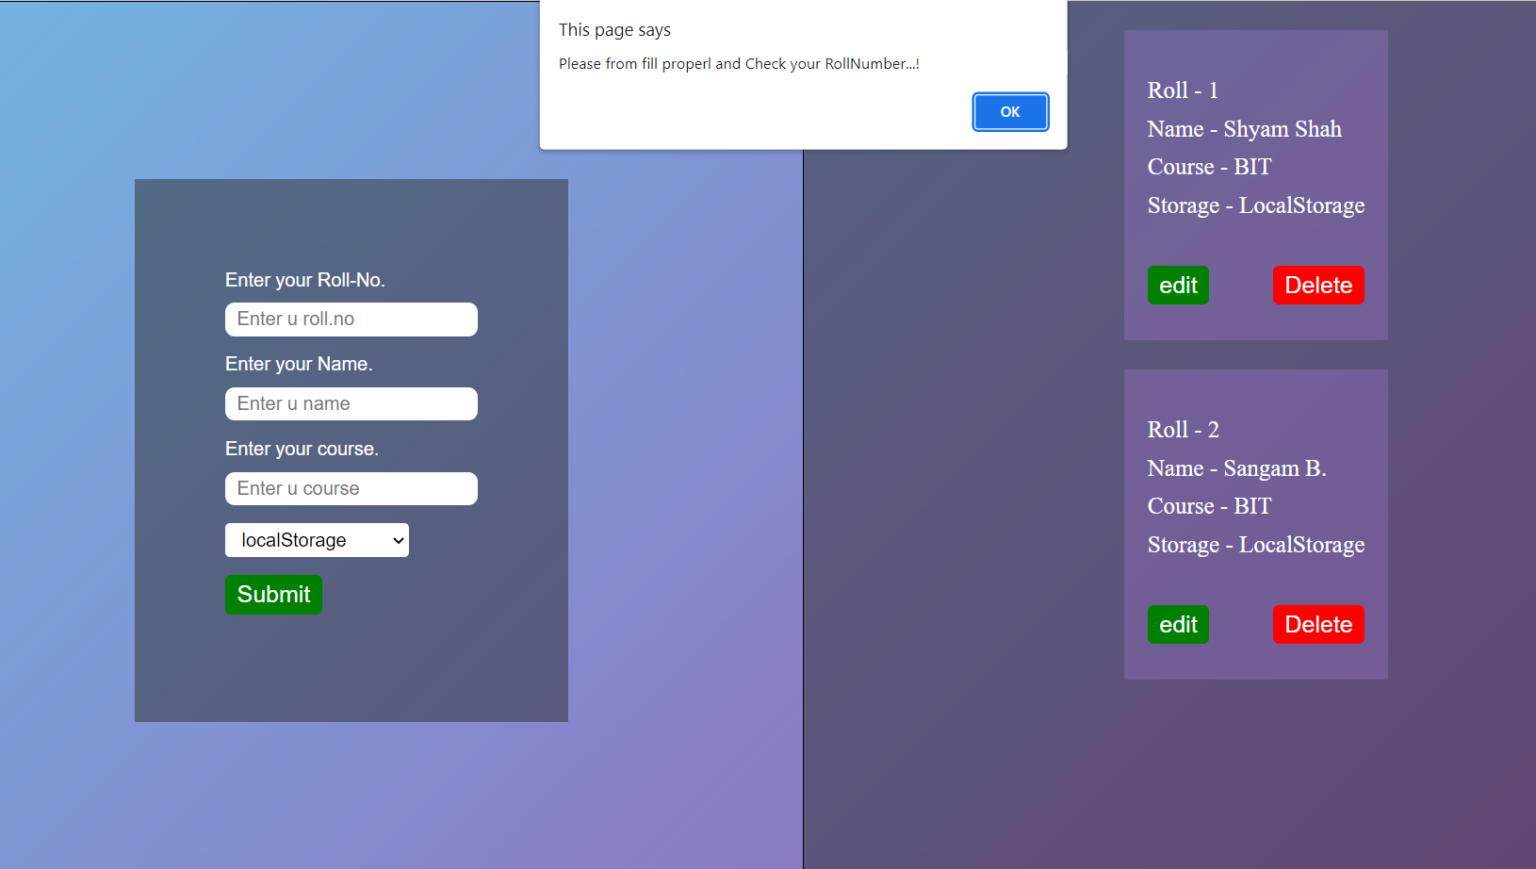 This page says
Please from fill properl and Check your RollNumber...!
OK
Enter your Roll-No.
Enter u roll.no
Enter your Name.
Enter u name
Enter your course.
Enter u course
localStorage
Submit
Roll - 1
Name - Shyam Shah
Course - BIT
Storage - LocalStorage
edit Delete
Roll - 2
Name - Sangam B.
Course - BIT
Storage - LocalStorage
edit Delete